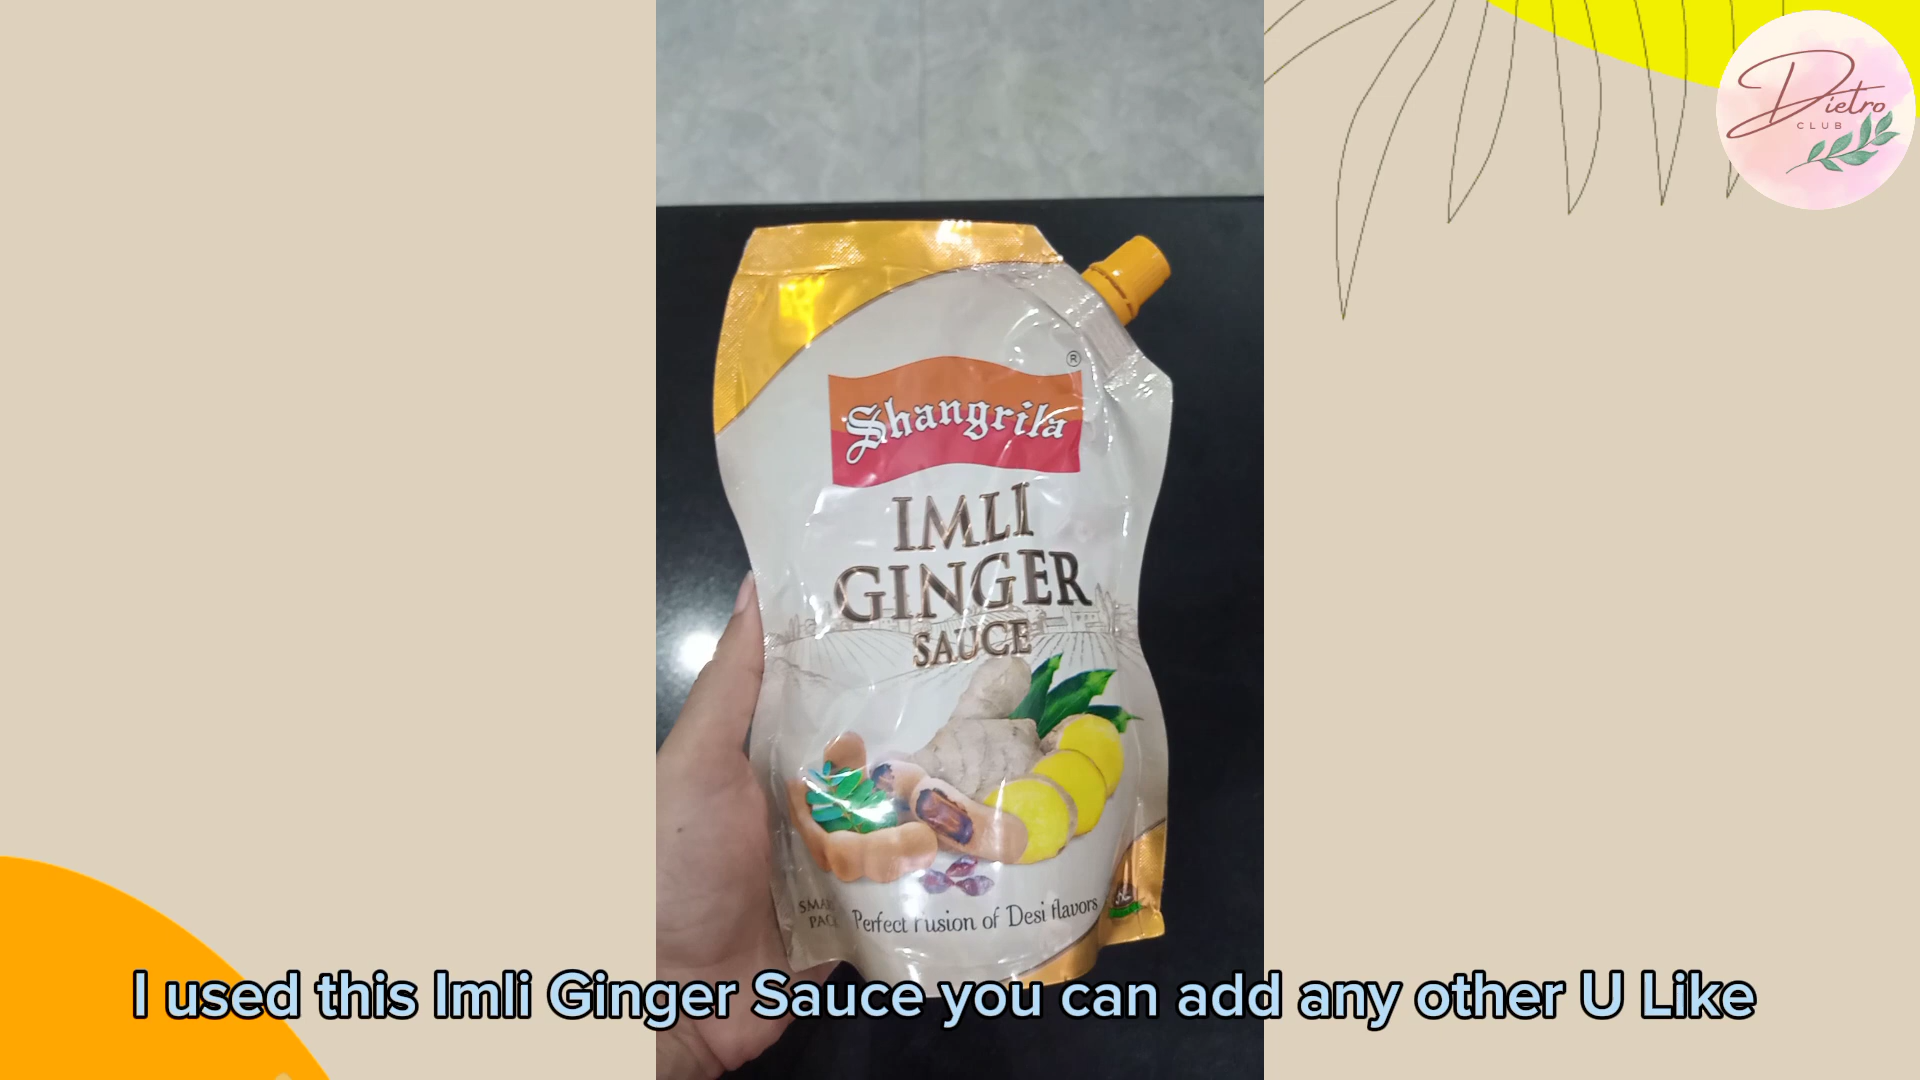 Dietro
CLUB
®
Shangrila
IMLI
GINGER
SAUCE
Perfect Fusion of Desi flavors
I used this Imli Ginger Sauce you can add any other U Like